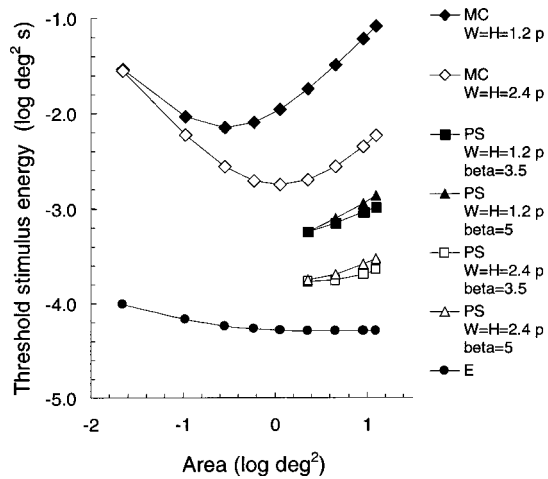 Threshold stimulus energy (log deg² s)
-1.0
-2.0
-3.0
-4.0
-5.0
-2
-1
0
1
Area (log deg²)
MC
W=H=1.2 p
MC
W=H=2.4 p
PS
W=H=1.2 p
beta=3.5
PS
W=H=1.2 p
beta=5
PS
W=H=2.4 p
beta=3.5
PS
W=H=2.4 p
beta=5
E